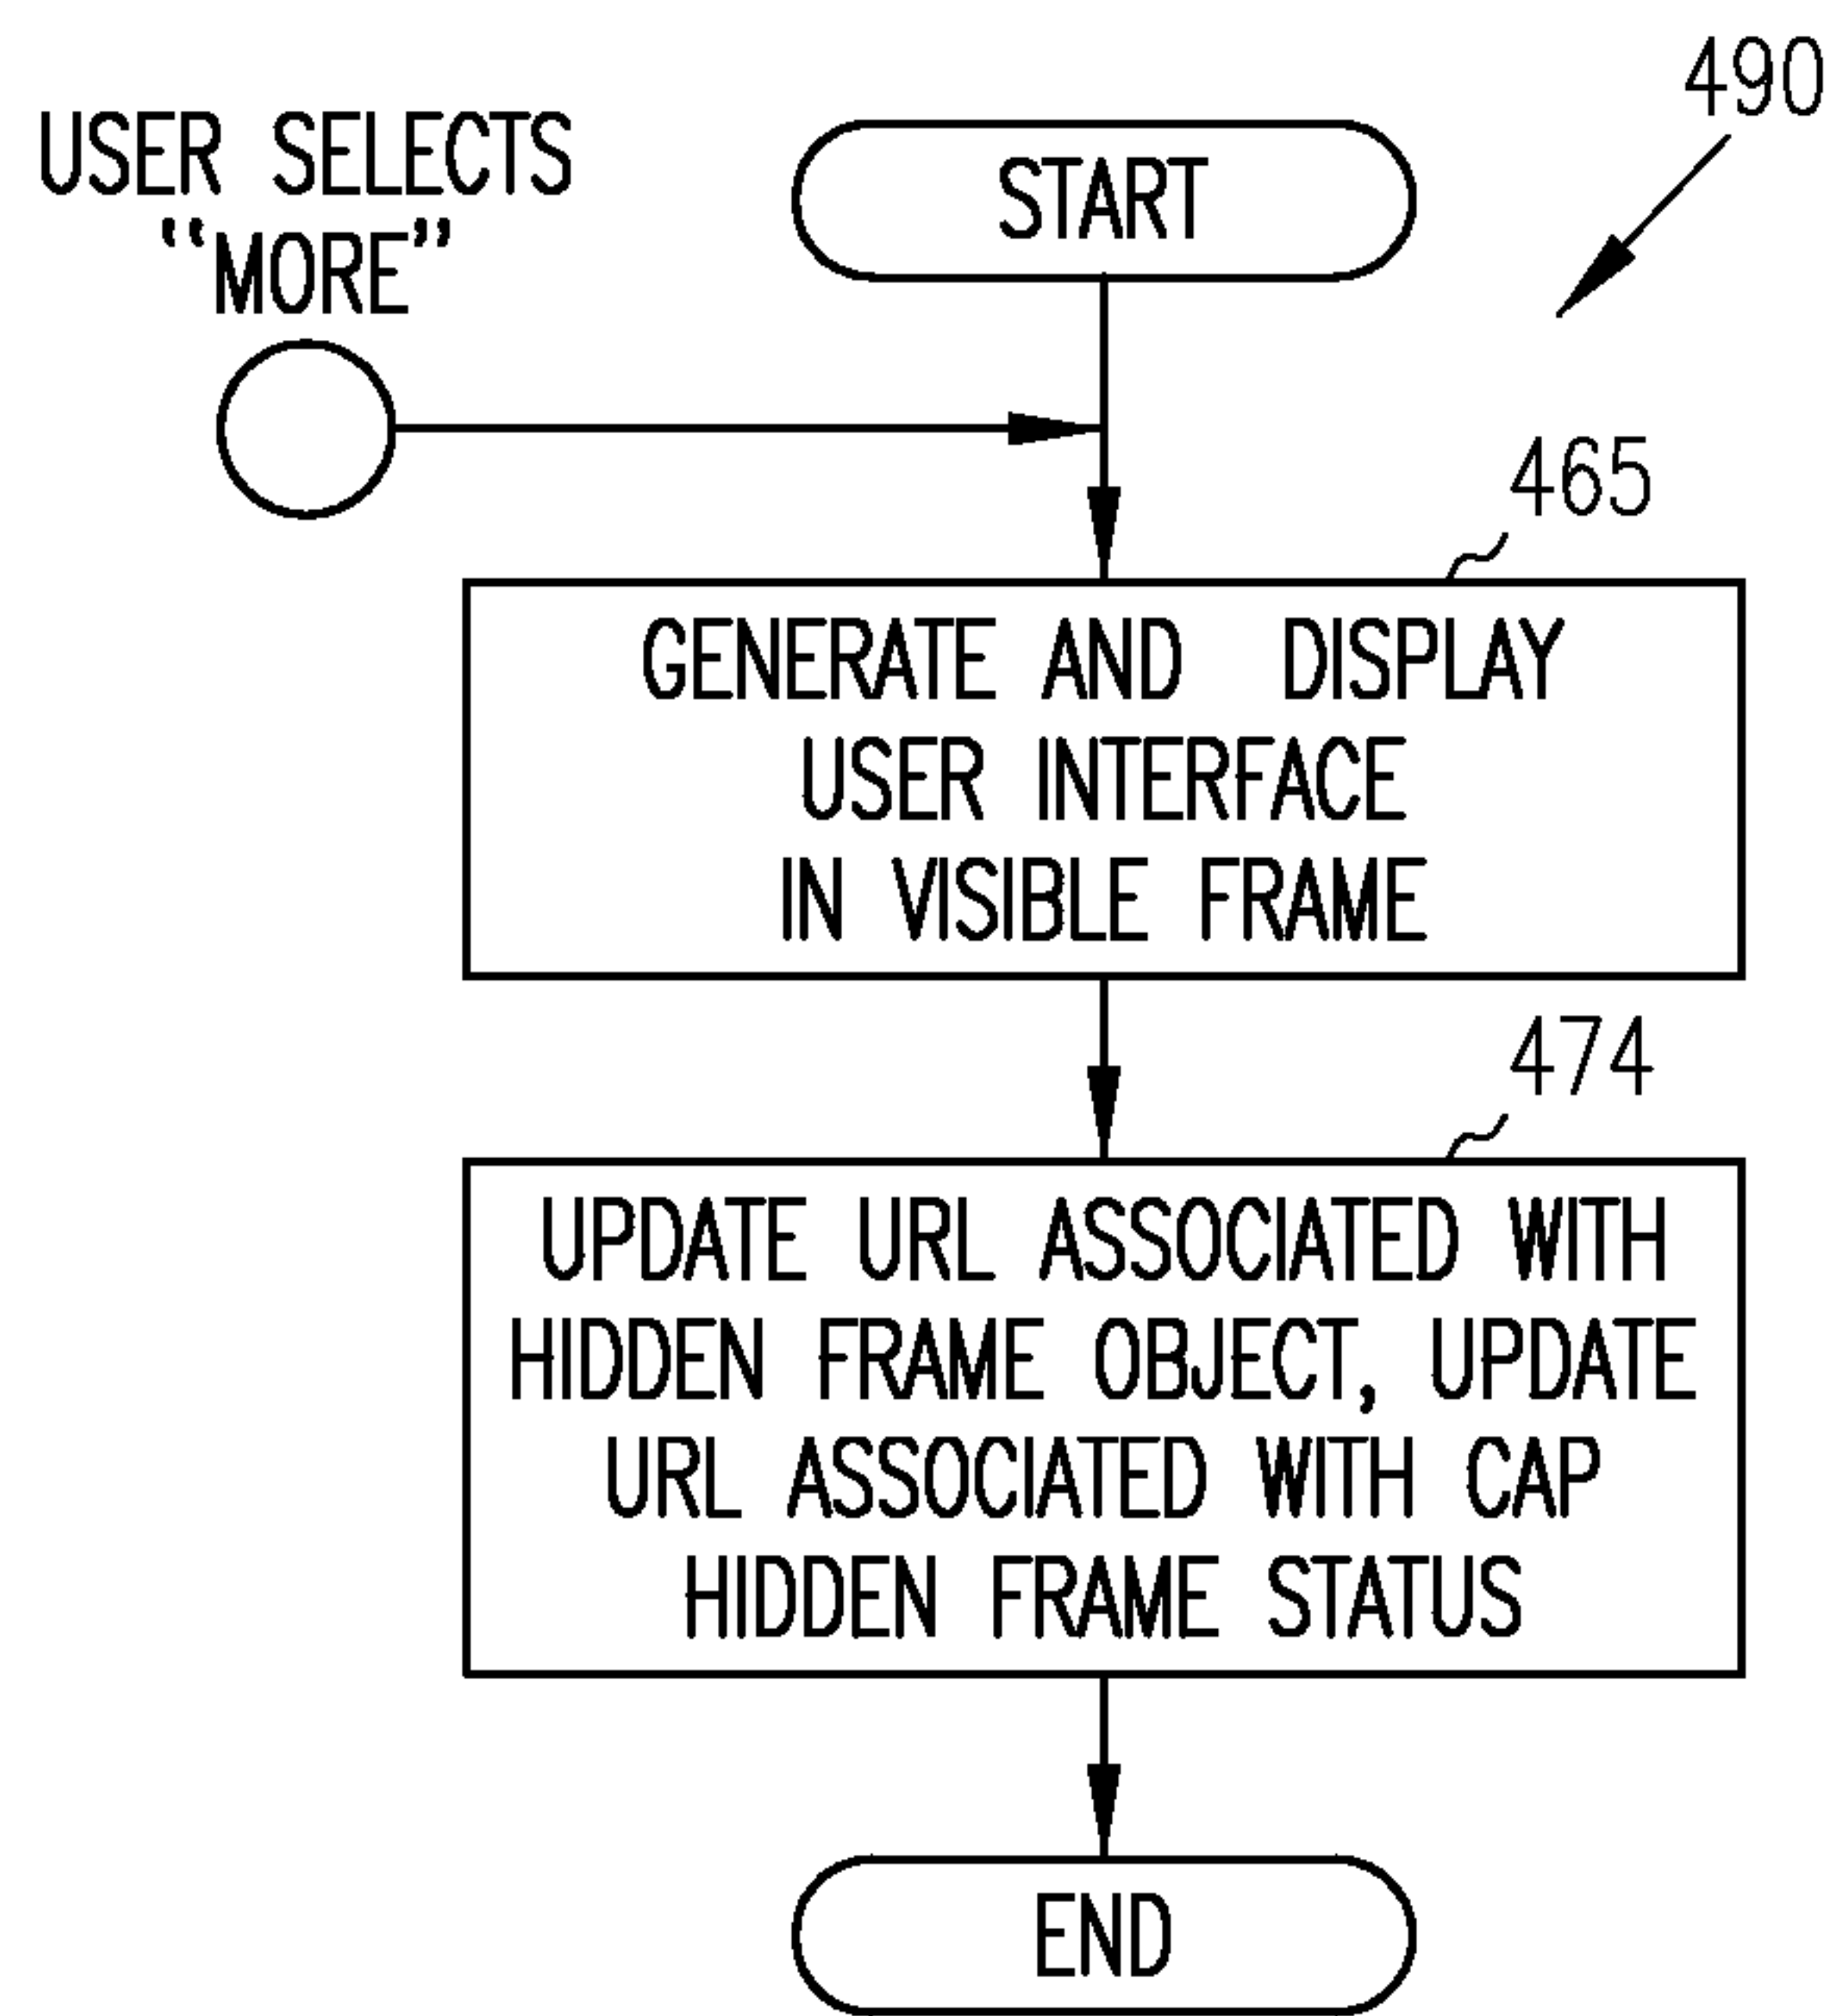 490
USER SELECTS
"MORE"
START
465
GENERATE AND DISPLAY
USER INTERFACE
IN VISIBLE FRAME
474
UPDATE URL ASSOCIATED WITH
HIDDEN FRAME OBJECT, UPDATE
URL ASSOCIATED WITH CAP
HIDDEN FRAME STATUS
END